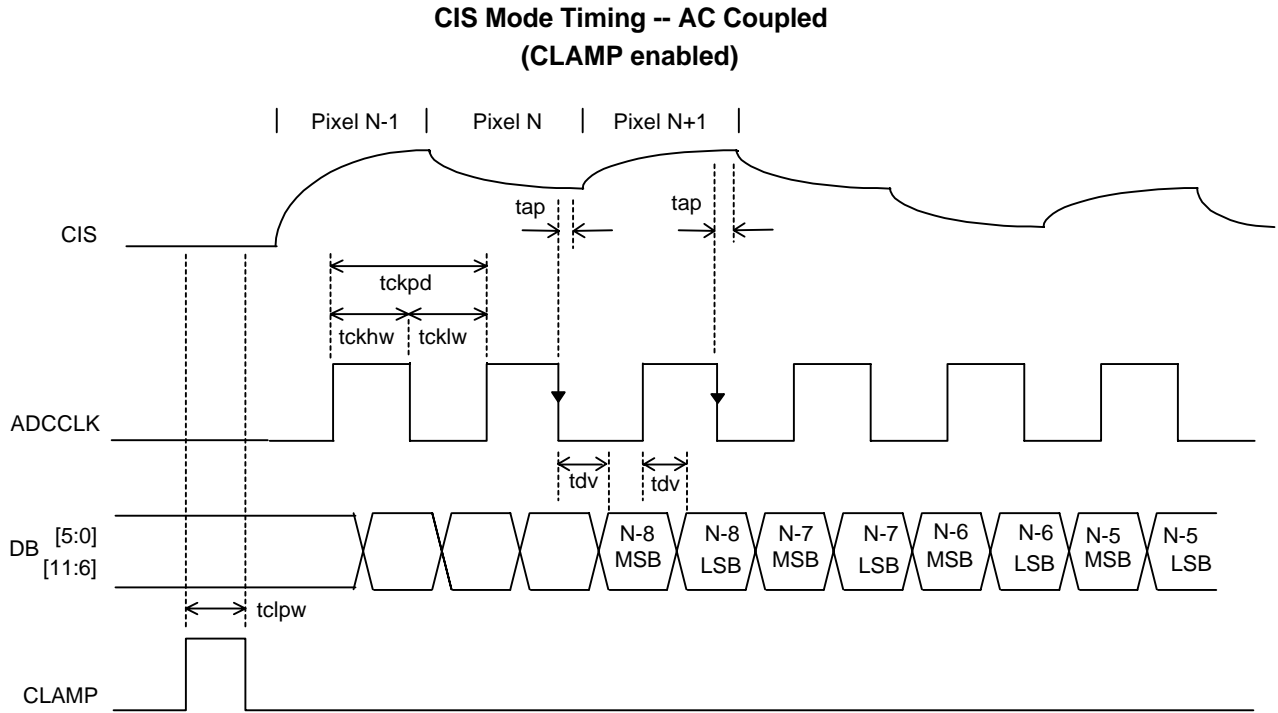 CIS Mode Timing -- AC Coupled
(CLAMP enabled)
| Pixel N-1 | Pixel N | Pixel N+1 |
tap
tap
CIS
tckpd
tckhw
tcklw
ADCCLK
tdv
tdv
DB [5:0]
[11:6]
N-8 MSB
N-8 LSB
N-7 MSB
N-7 LSB
N-6 MSB
N-6 LSB
N-5 MSB
N-5 LSB
tclpw
CLAMP